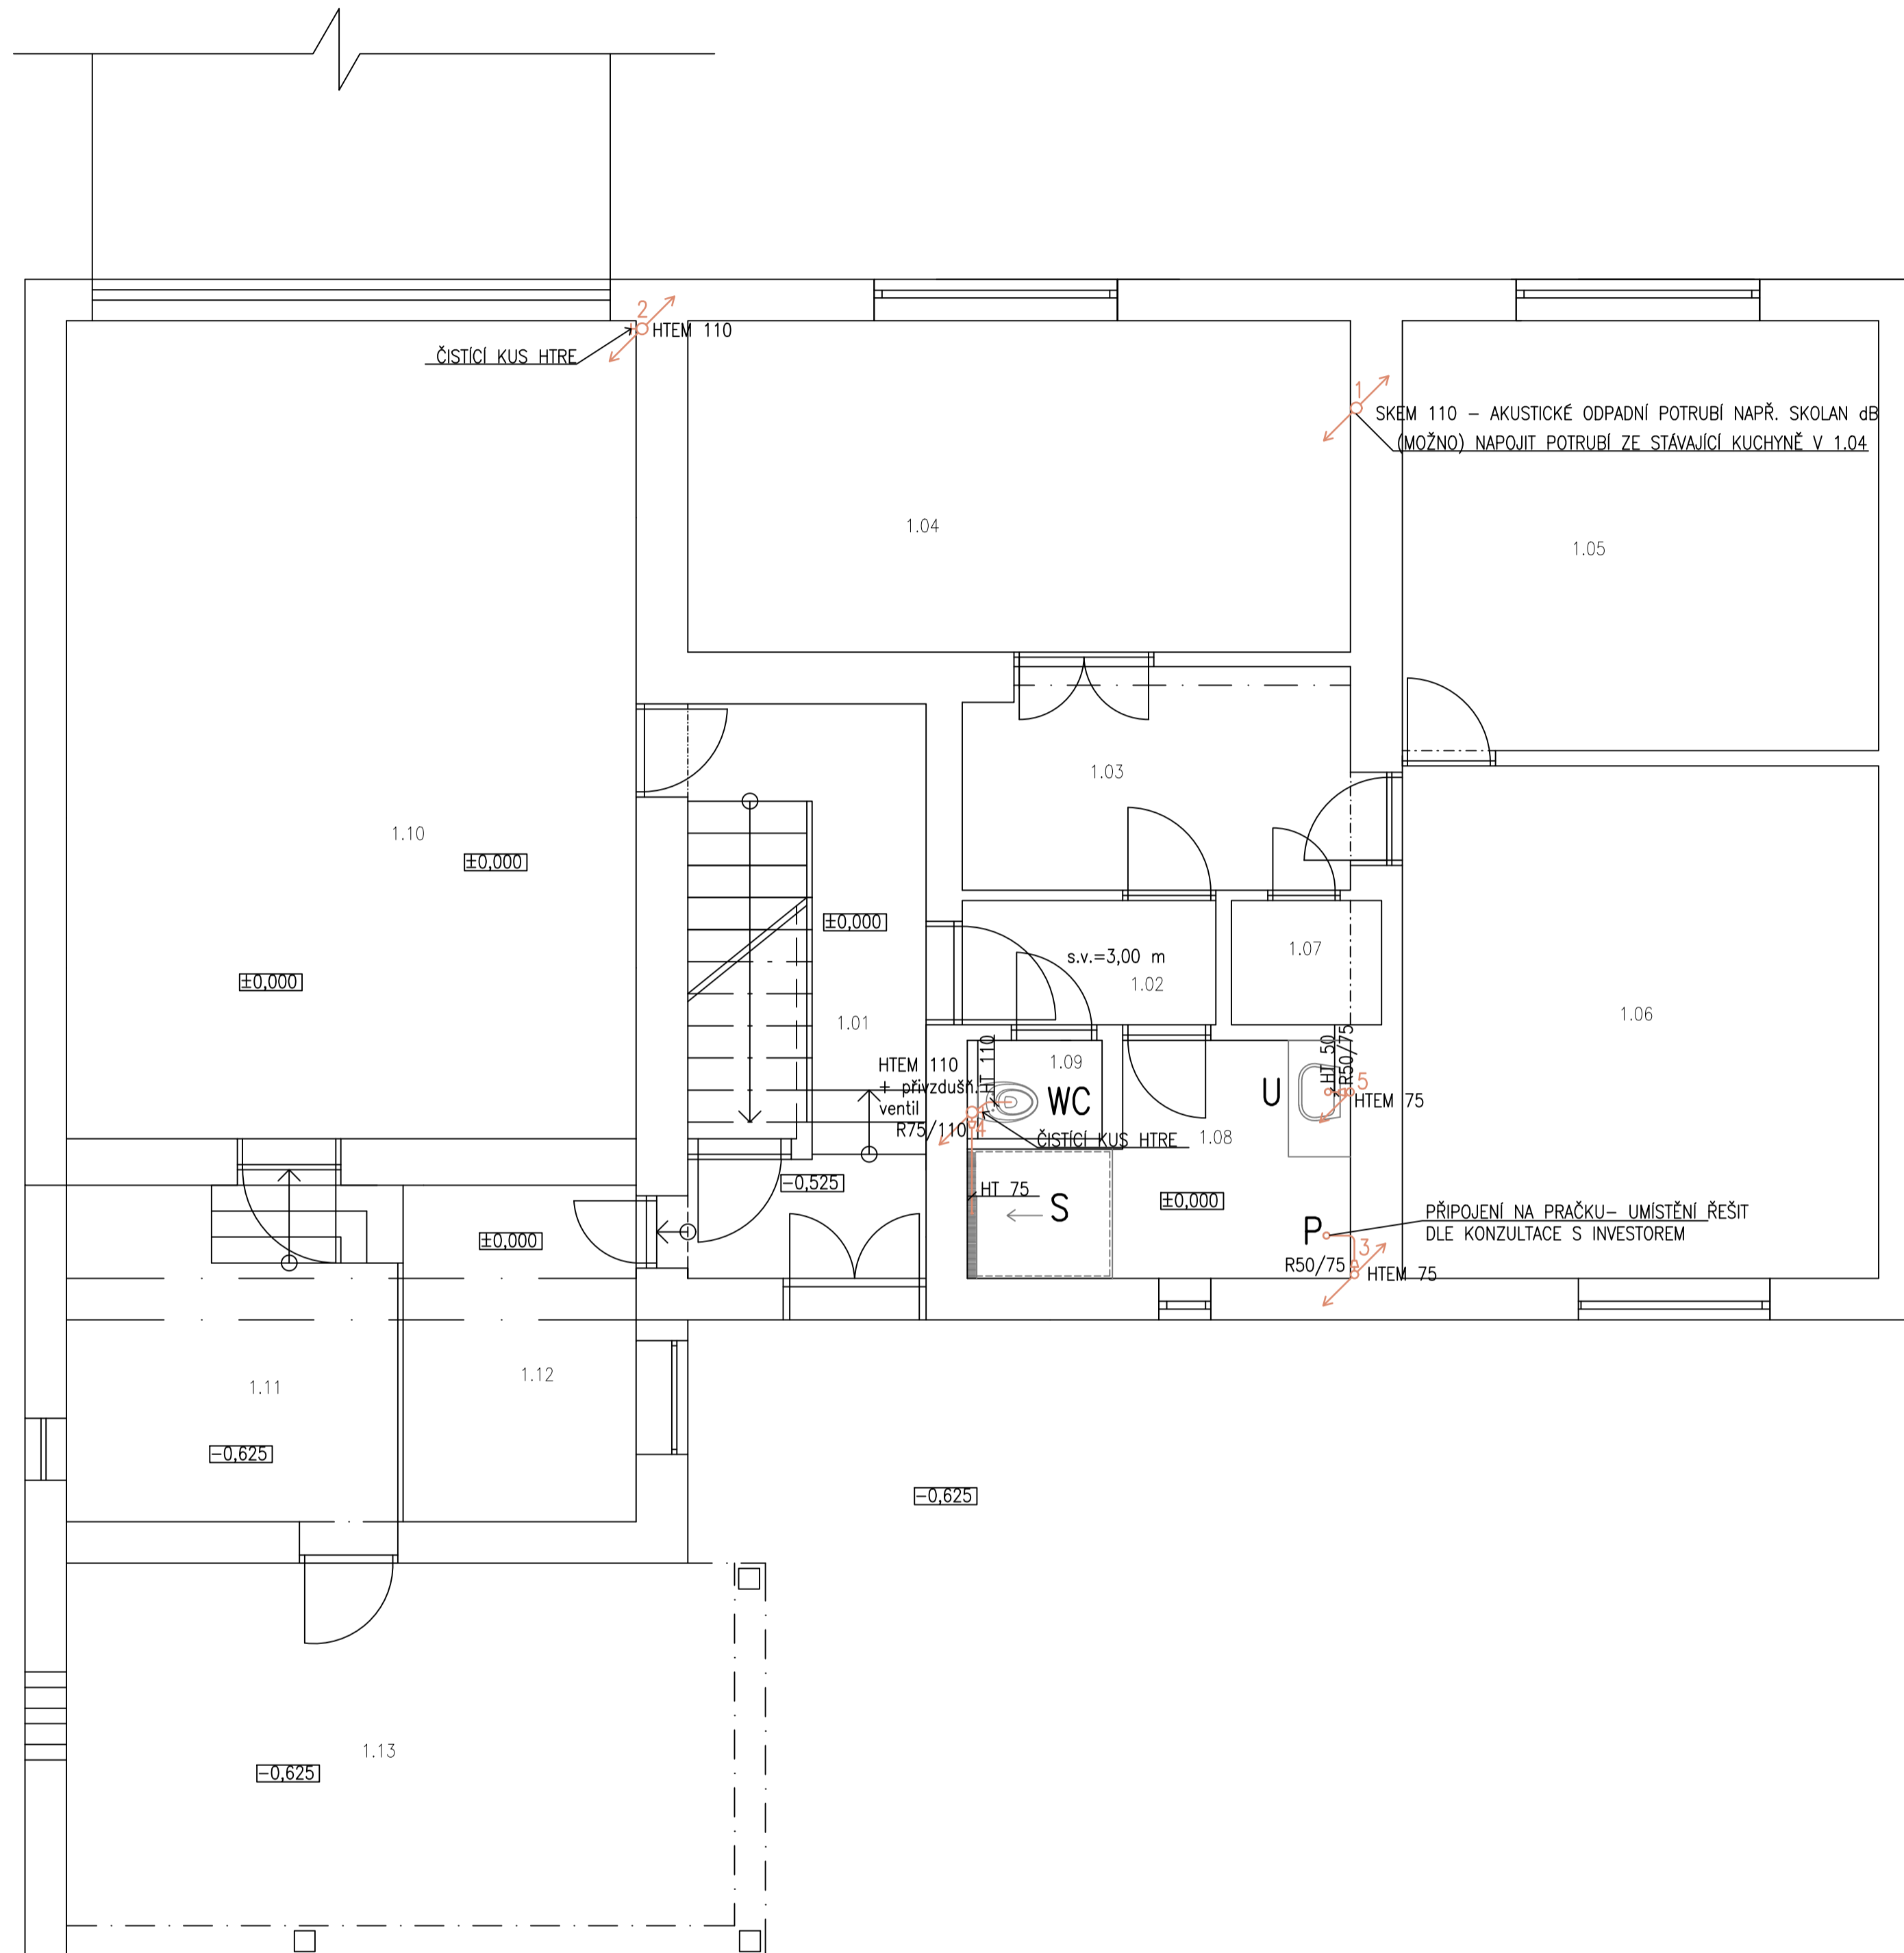 2
HTEM 110
ČISTÍCÍ KUS HTRE
1
SKEM 110 – AKUSTICKÉ ODPADNÍ POTRUBÍ NAPŘ. SKOLAN dB
(MOŽNO) NAPOJIT POTRUBÍ ZE STÁVAJÍCÍ KUCHYNĚ V 1.04
1.04
1.05
1.03
1.10
±0,000
±0,000
±0,000
1.07
s.v.=3,00 m
1.02
1.01
1.06
HT 110
HTEM 110
+ přivzdušň.
ventil
R75/110
4
1.09
WC
ČISTÍCÍ KUS HTRE
U
HT 50
R50/75
5
HTEM 75
1.08
-0,525
HT 75
S
±0,000
P
PŘIPOJENÍ NA PRAČKU– UMÍSTĚNÍ ŘEŠIT
DLE KONZULTACE S INVESTOREM
3
R50/75
HTEM 75
±0,000
1.11
1.12
-0,625
-0,625
1.13
-0,625